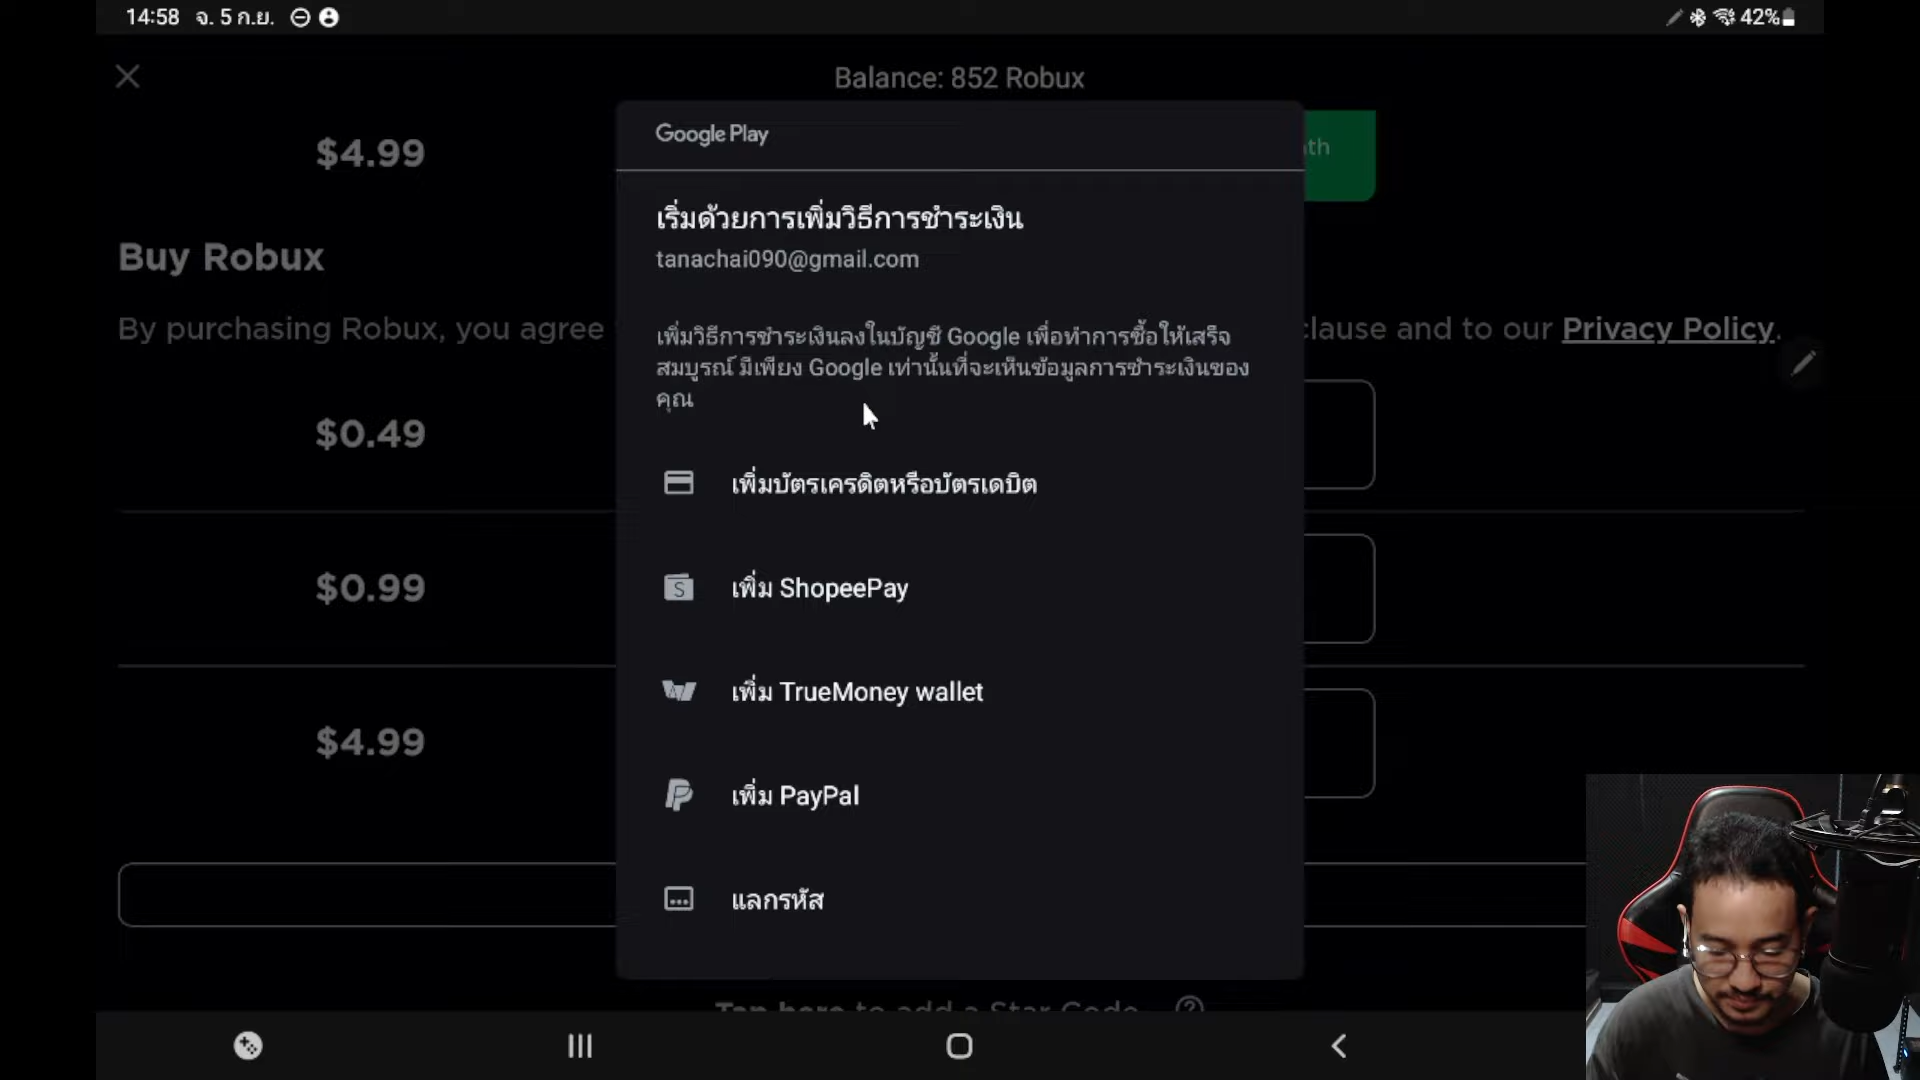 14:58 จ. 5 ก.ย. 42%
Balance: 852 Robux
Google Play
$4.99
เริ่มด้วยการเพิ่มวิธีการชำระเงิน
tanachai090@gmail.com
Buy Robux
By purchasing Robux, you agree clause and to our Privacy Policy.
เพิ่มวิธีการชำระเงินลงในบัญชี Google เพื่อทำการซื้อให้เสร็จ
สมบูรณ์ มีเพียง Google เท่านั้นที่จะเห็นข้อมูลการชำระเงินของ
คุณ
$0.49
เพิ่มบัตรเครดิตหรือบัตรเดบิต
$0.99
เพิ่ม ShopeePay
เพิ่ม TrueMoney wallet
$4.99
เพิ่ม PayPal
แลกรหัส
Tap here to add a Star Code